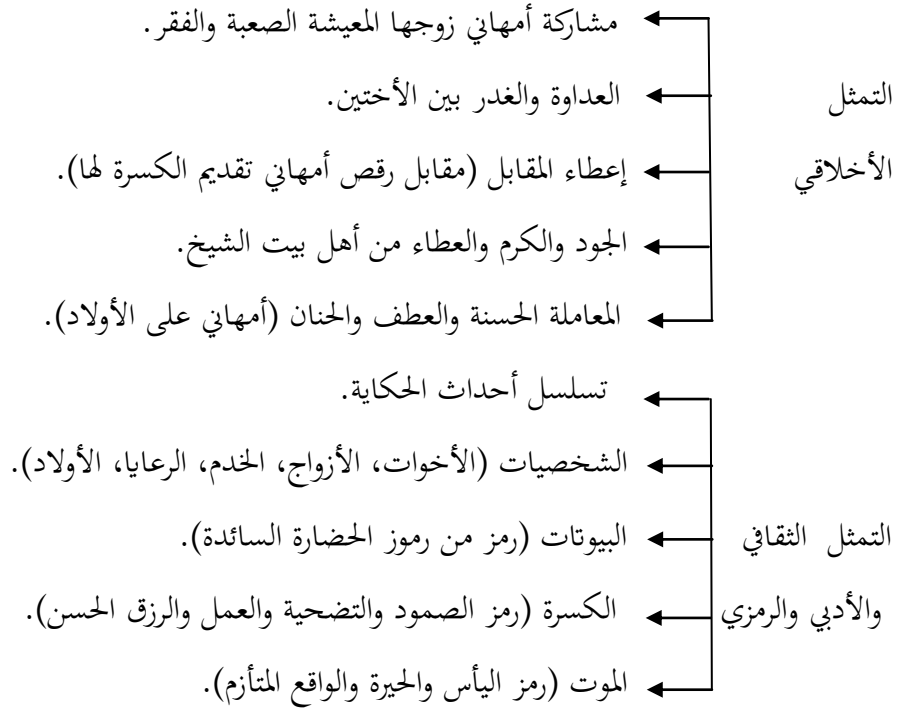 مشاركة أمهاني زوجها المعيشة الصعبة والفقر.
التمثل العداوة والغدر بين الأختين.
الأخلاقي إعطاء المقابل (مقابل رقص أمهاني تقديم الكسرة لها).
الجود والكرم والعطاء من أهل بيت الشيخ.
المعاملة الحسنة والعطف والحنان (أمهاني على الأولاد).
تسلسل أحداث الحكاية.
الشخصيات (الأخوات، الأزواج، الخدم، الرعايا، الأولاد).
التمثل الثقافي البيوتات (رمز من رموز الحضارة السائدة).
والأدبي والرمزي الكسرة (رمز الصمود والتضحية والعمل والرزق الحسن).
الموت (رمز اليأس والحيرة والواقع المتأزم).